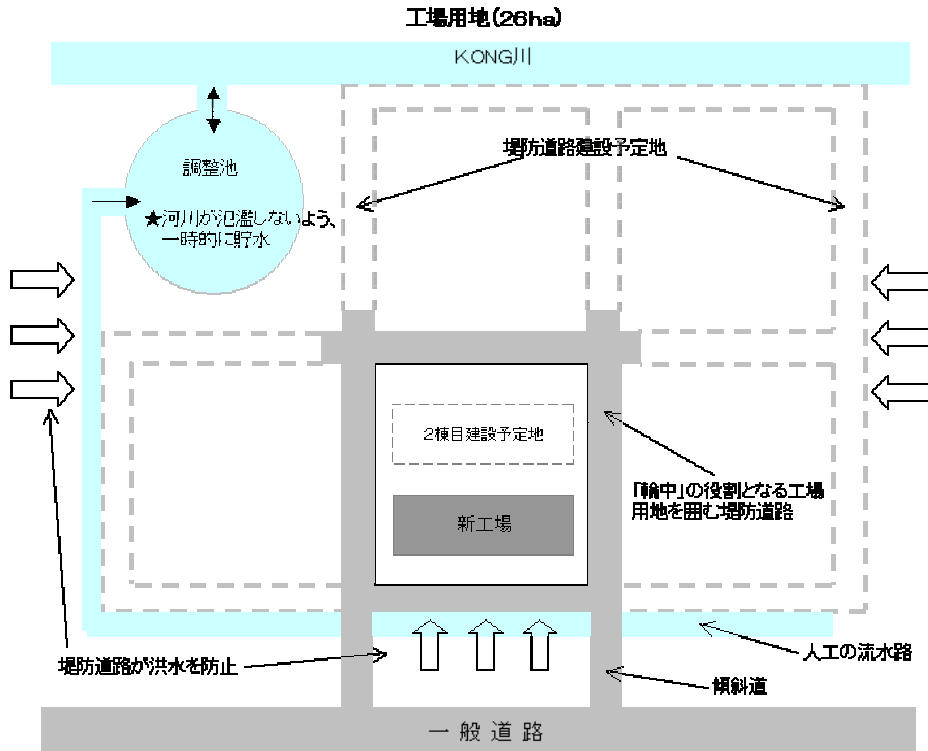 工場用地(26ha)
KONG川
堤防道路建設予定地
調整池
★河川が氾濫しないよう、
一時的に貯水
2棟目建設予定地
「輪中」の役割となる工場
用地を囲む堤防道路
新工場
人工の流水路
堤防道路が洪水を防止
傾斜道
一般道路